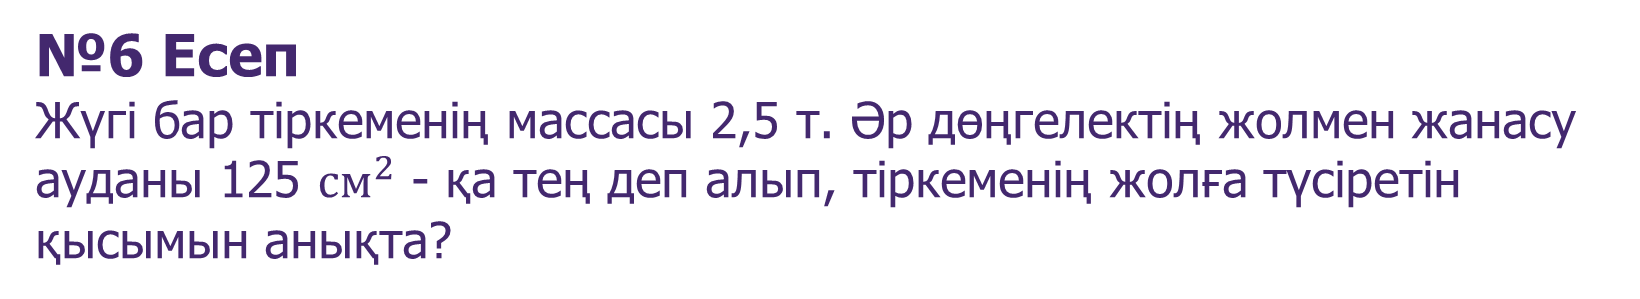 №6 Есеп
Жүгі бар тіркеменің массасы 2,5 т. Әр дөңгелектің жолмен жанасу
ауданы 125 см² - қа тең деп алып, тіркеменің жолға түсіретін
қысымын анықта?